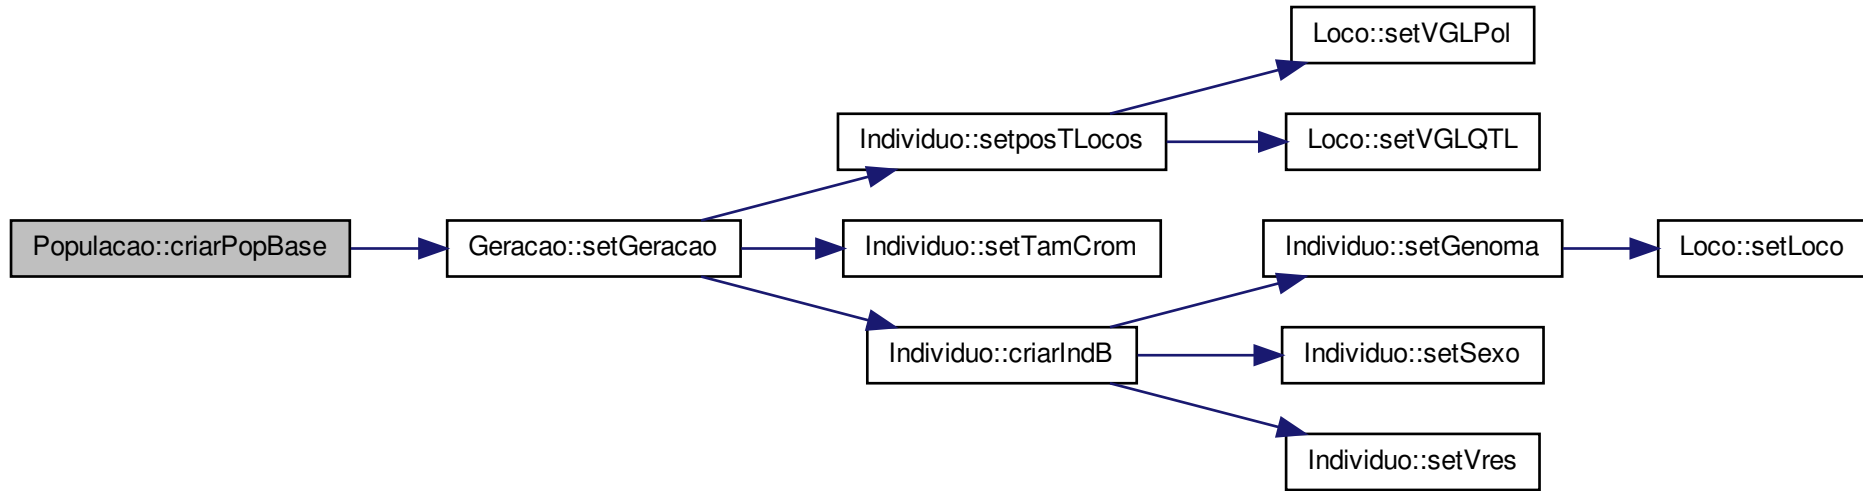 Populacao::criarPopBase
Geracao::setGeracao
Individuo::setposTLocos
Loco::setVGLPol
Loco::setVGLQTL
Individuo::setTamCrom
Individuo::criarIndB
Individuo::setGenoma
Loco::setLoco
Individuo::setSexo
Individuo::setVres